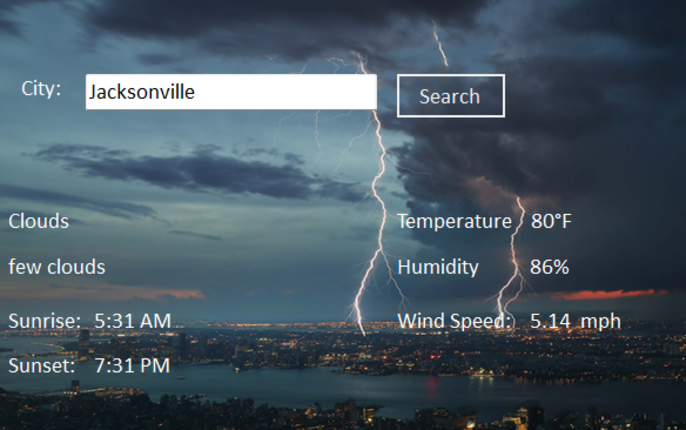 City: Jacksonville Search
Clouds Temperature 80°F
few clouds Humidity 86%
Sunrise: 5:31 AM Wind Speed: 5.14 mph
Sunset: 7:31 PM